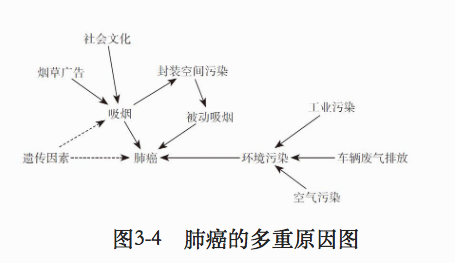 社会文化
烟草广告
封装空间污染
吸烟
被动吸烟
工业污染
遗传因素
肺癌
环境污染
车辆废气排放
空气污染
图3-4 肺癌的多重原因图